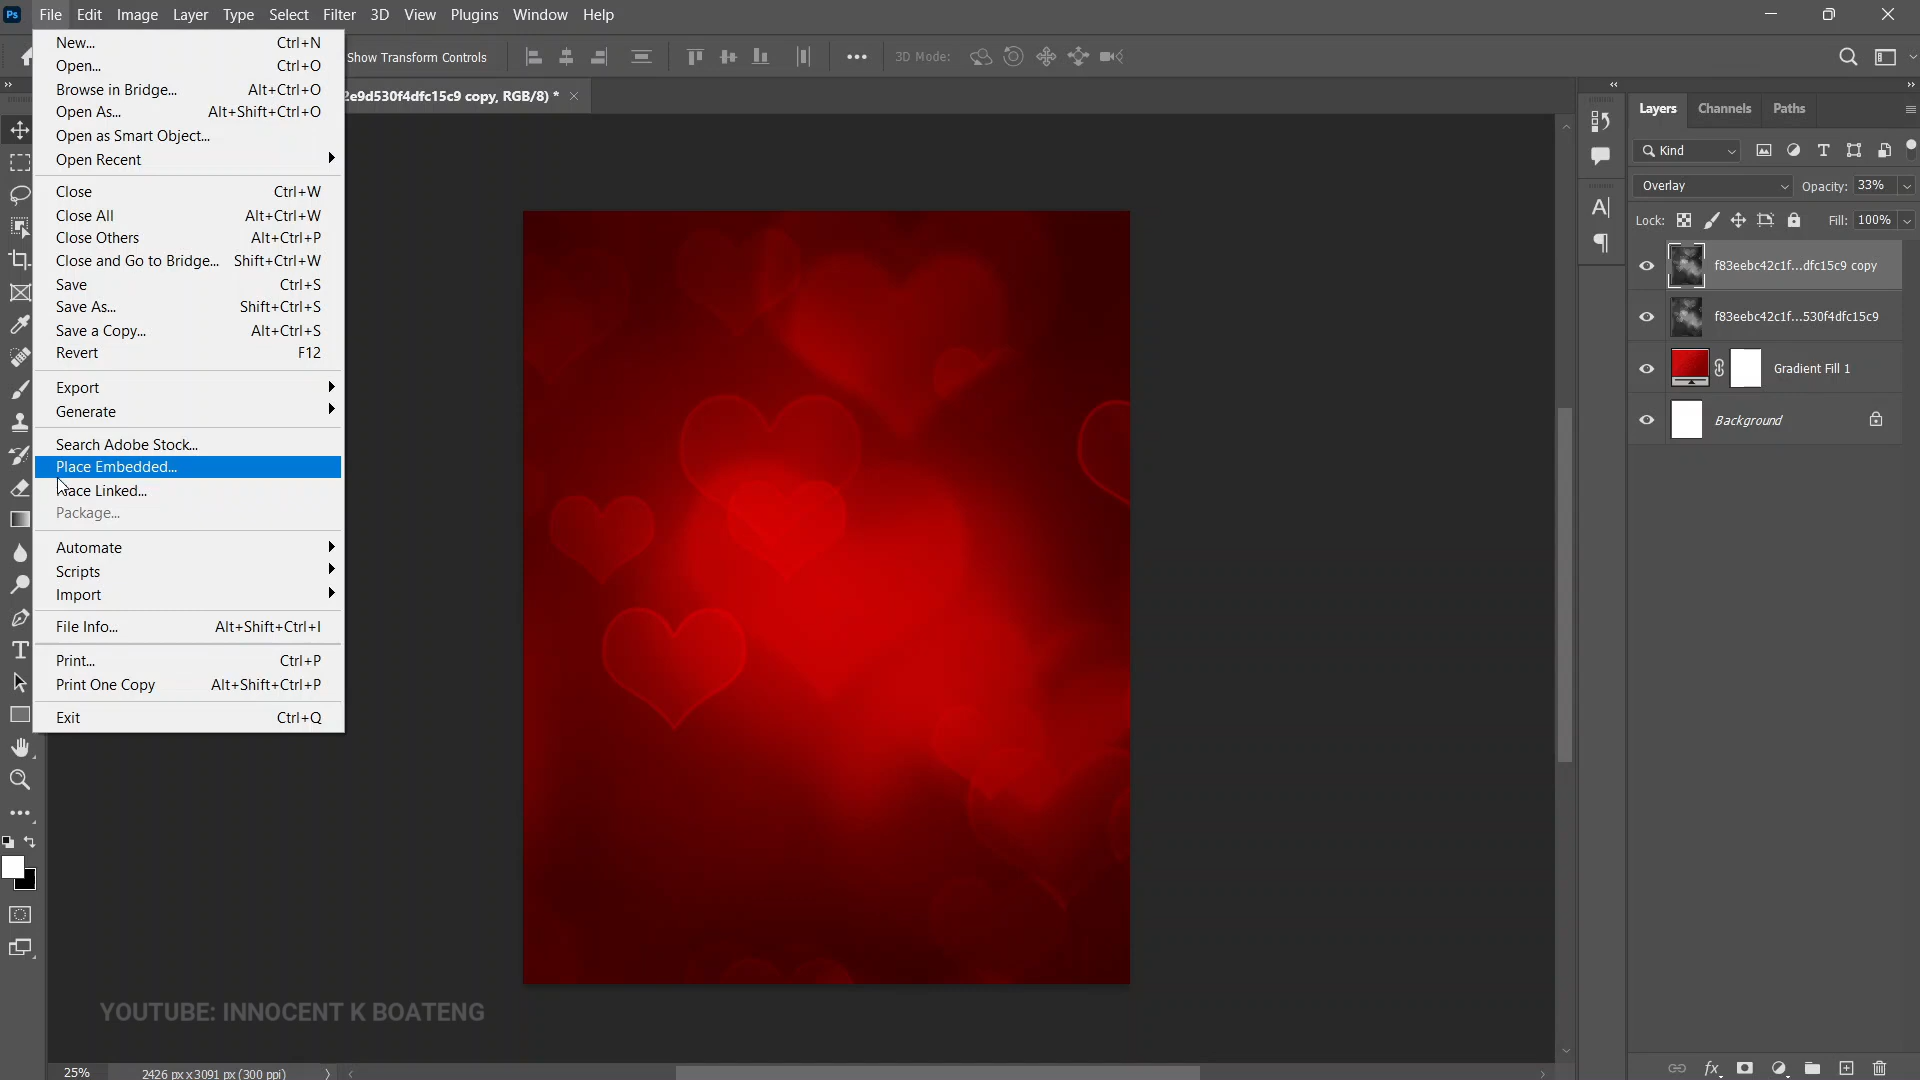 Ps File Edit Image Layer Type Select Filter 3D View Plugins Window Help
Show Transform Controls 3D Mode:
2e9d530f4dfc15c9 copy, RGB/8) *
New... Ctrl+N
Open... Ctrl+O
Browse in Bridge... Alt+Ctrl+O
Open As... Alt+Shift+Ctrl+O
Open as Smart Object...
Open Recent
Close Ctrl+W
Close All Alt+Ctrl+W
Close Others Alt+Ctrl+P
Close and Go to Bridge... Shift+Ctrl+W
Save Ctrl+S
Save As... Shift+Ctrl+S
Save a Copy... Alt+Ctrl+S
Revert F12
Export
Generate
Search Adobe Stock...
Place Embedded...
Place Linked...
Package...
Automate
Scripts
Import
File Info... Alt+Shift+Ctrl+I
Print... Ctrl+P
Print One Copy Alt+Shift+Ctrl+P
Exit Ctrl+Q
Layers Channels Paths
Kind
Overlay Opacity: 33%
Lock: Fill: 100%
f83eebc42c1f...dfc15c9 copy
f83eebc42c1f...530f4dfc15c9
Gradient Fill 1
Background
fx
YOUTUBE: INNOCENT K BOATENG
25% 2426 px x 3091 px (300 ppi)